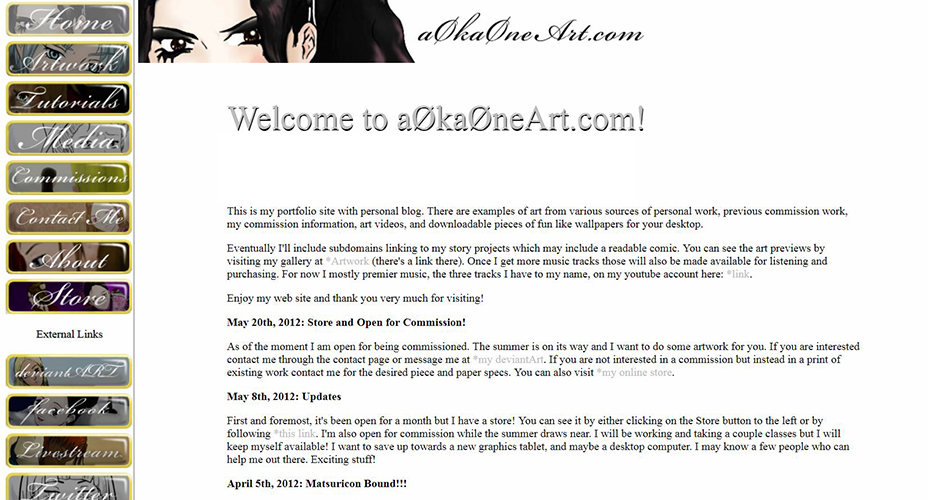 Home
Artwork
Tutorials
Media
Commissions
Contact Me
About
Store
External Links
deviantART
facebook
Livestream
Twitter
aØkaØneArt.com
Welcome to aØkaØneArt.com!
This is my portfolio site with personal blog. There are examples of art from various sources of personal work, previous commission work,
my commission information, art videos, and downloadable pieces of fun like wallpapers for your desktop.
Eventually I'll include subdomains linking to my story projects which may include a readable comic. You can see the art previews by
visiting my gallery at *Artwork (there's a link there). Once I get more music tracks those will also be made available for listening and
purchasing. For now I mostly premier music, the three tracks I have to my name, on my youtube account here: *link.
Enjoy my web site and thank you very much for visiting!
May 20th, 2012: Store and Open for Commission!
As of the moment I am open for being commissioned. The summer is on its way and I want to do some artwork for you. If you are interested
contact me through the contact page or message me at *my deviantArt. If you are not interested in a commission but instead in a print of
existing work contact me for the desired piece and paper specs. You can also visit *my online store.
May 8th, 2012: Updates
First and foremost, it's been open for a month but I have a store! You can see it by either clicking on the Store button to the left or by
following *this link. I'm also open for commission while the summer draws near. I will be working and taking a couple classes but I will
keep myself available! I want to save up towards a new graphics tablet, and maybe a desktop computer. I may know a few people who can
help me out there. Exciting stuff!
April 5th, 2012: Matsuricon Bound!!!